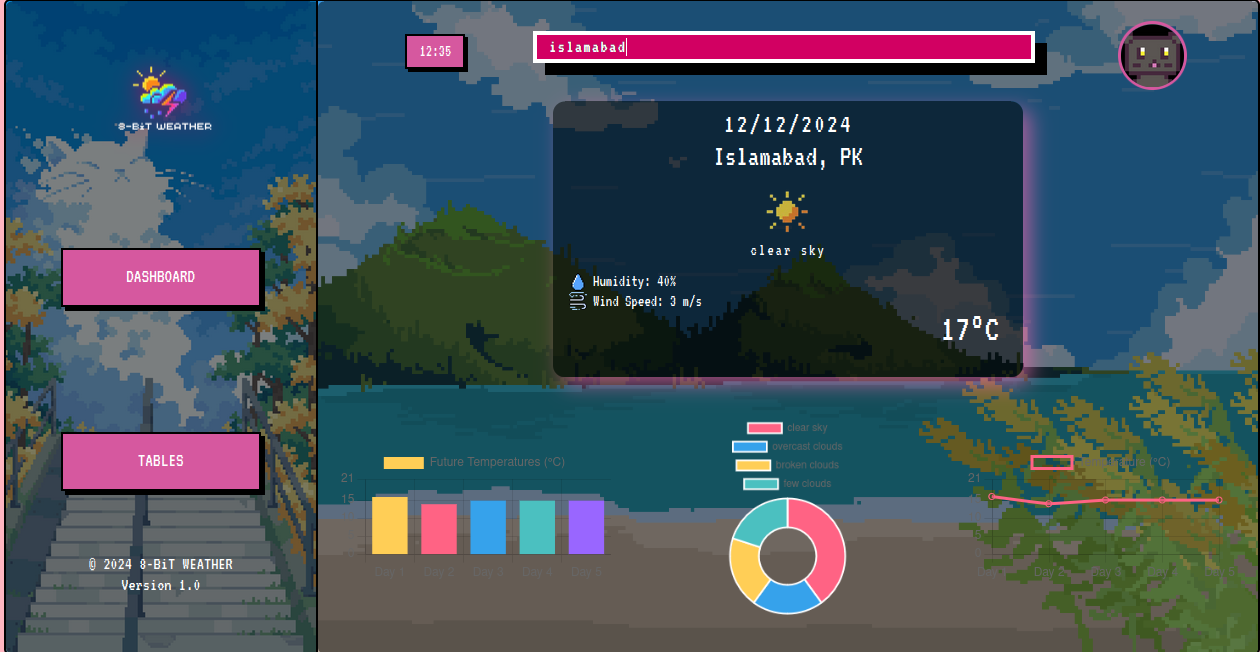 8-BiT WEATHER
DASHBOARD
TABLES
@ 2024 8-BiT WEATHER
Version 1.0
12:35
islamabad
12/12/2024
Islamabad, PK
clear sky
Humidity: 40%
Wind Speed: 3 m/s
17°C
Future Temperatures (°C)
21
15
Day 1 Day 2 Day 3 Day 4 Day 5
clear sky
overcast clouds
broken clouds
few clouds
(°C)
21
Day 2 Day 3